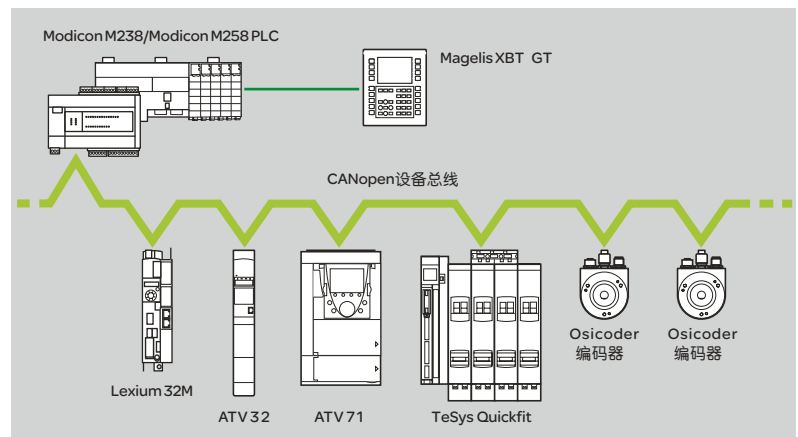 Modicon M238/Modicon M258 PLC
Magelis XBT GT
CANopen设备总线
Lexium 32M
ATV 32
ATV 71
TeSys Quickfit
Osicoder
编码器
Osicoder
编码器